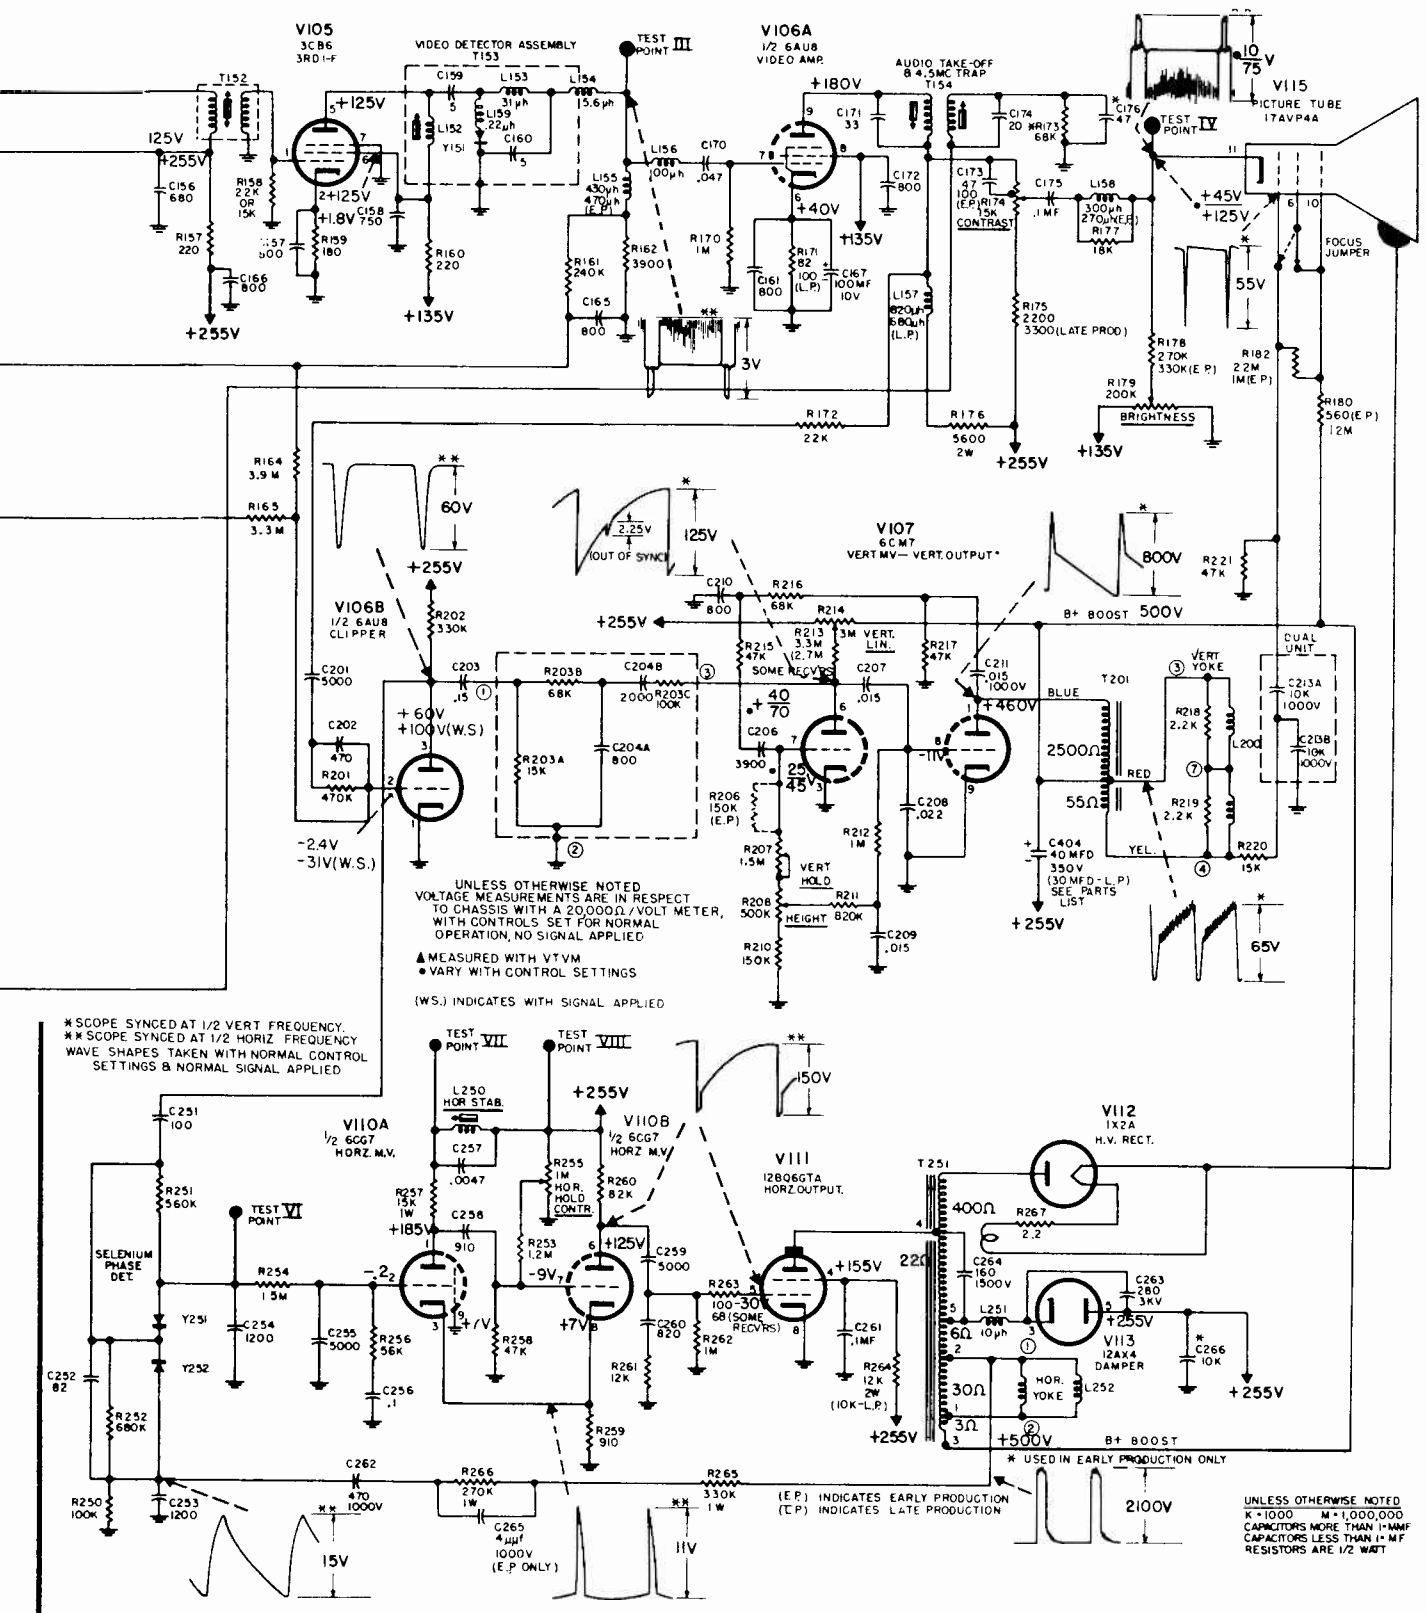 V105
3CB6
3RD I-F
VIDEO DETECTOR ASSEMBLY
T153
TEST
POINT III
V106A
1/2 6AU8
VIDEO AMP.
+180V
AUDIO TAKE-OFF
& 4.5MC TRAP
T154
10
75 V
V115
PICTURE TUBE
17AVP4A
T152
C159
5
L153
31µh
L154
5.6µh
L152
L159
.22µh
Y151
C160
5
+125V
125V
+255V
C156
680
R157
220
C166
800
+255V
R158
22K
OR
15K
2+125V
+1.8V
R159
180
C158
750
R160
220
+135V
L155
430µh
470µh
(E.P.)
L156
100µh
C170
.047
R161
240K
R162
3900
C165
800
3V
**
R170
1M
+40V
R171
82
100
(L.P.)
C161
800
C167
100MF
10V
C171
33
C172
800
+135V
C173
47
100
(E.P.)
R174
15K
CONTRAST
C174
20
*R173
68K
*
C176
47
TEST
POINT IV
C175
.1MF
L158
300µh
270µh(E.P.)
R177
18K
+45V
+125V
55V
*
FOCUS
JUMPER
L157
820µh
680µh
(L.P.)
R175
2200
3300(LATE PROD)
R178
270K
330K(E.P.)
R179
200K
BRIGHTNESS
+135V
R182
2.2M
1M(E.P.)
R180
560(E.P.)
1.2M
R172
22K
R176
5600
2W
+255V
R164
3.9 M
R165
3.3 M
**
60V
+255V
V106B
1/2 6AU8
CLIPPER
R202
330K
*
125V
2.25V
(OUT OF SYNC)
V107
6CM7
VERT MV — VERT. OUTPUT
*
800V
500V
B+ BOOST
R221
47K
C210
800
R216
68K
+255V
R214
3M
VERT.
LIN.
R213
3.3M
(2.7M
SOME RECVRS
R215
47K
R217
47K
C207
.015
C211
.015
1000V
+460V
BLUE
T201
VERT
YOKE
DUAL
UNIT
C213A
10K
1000V
C213B
10K
1000V
C201
5000
C202
470
R201
470K
C203
.15
+60V
+100V(W.S)
-2.4V
-31V(W.S.)
R203B
68K
C204B
2000
R203C
100K
R203A
15K
C204A
800
+ 40
70
C206
3900
25
45V
-11V
R206
150K
(E.P.)
R207
1.5M
VERT
HOLD
R208
500K
HEIGHT
R210
150K
R211
820K
R212
1M
C208
.022
C209
.015
2500Ω
55Ω
RED
YEL.
R218
2.2K
R219
2.2K
L200
R220
15K
C404
40 MFD
350V
(30 MFD-L.P)
SEE PARTS
LIST
+255V
*
65V
UNLESS OTHERWISE NOTED
VOLTAGE MEASUREMENTS ARE IN RESPECT
TO CHASSIS WITH A 20,000Ω/VOLT METER,
WITH CONTROLS SET FOR NORMAL
OPERATION, NO SIGNAL APPLIED
▲ MEASURED WITH VTVM
● VARY WITH CONTROL SETTINGS
(W.S.) INDICATES WITH SIGNAL APPLIED
* SCOPE SYNCED AT 1/2 VERT FREQUENCY.
** SCOPE SYNCED AT 1/2 HORIZ FREQUENCY
WAVE SHAPES TAKEN WITH NORMAL CONTROL
SETTINGS & NORMAL SIGNAL APPLIED
TEST
POINT VII
TEST
POINT VIII
**
150V
L250
HOR STAB.
+255V
V110A
1/2 6CG7
HORZ. M.V.
V110B
1/2 6CG7
HORZ M.V.
V111
12BQ6GTA
HORZ.OUTPUT.
V112
1X2A
H.V. RECT.
C251
100
R251
560K
TEST
POINT VI
SELENIUM
PHASE
DET.
C257
.0047
R257
15K
1W
+185V
C258
910
R255
1M
HOR.
HOLD
CONTR.
R260
82K
R253
1.2M
+125V
-.2
-9V
+7V
+7V
R254
1.5M
C254
1200
C255
5000
R256
56K
C256
.1
R258
47K
R259
910
C259
5000
C260
820
R261
12K
R262
1M
R263
100
68 (SOME
RECVRS)
-30V
+155V
C261
.1MF
R264
12K
2W
(10K-L.P.)
+255V
T251
400Ω
22Ω
6Ω
30Ω
3Ω
R267
2.2
C264
160
1500V
L251
10µh
C263
280
3KV
+255V
V113
12AX4
DAMPER
*
C266
10K
+255V
HOR.
YOKE
L252
+500V
B+ BOOST
* USED IN EARLY PRODUCTION ONLY
Y251
Y252
C252
82
R252
680K
R250
100K
C253
1200
C262
470
1000V
R266
270K
1W
C265
4µµf
1000V
(E.P ONLY)
R265
330K
1W
**
15V
**
11V
(E.P.) INDICATES EARLY PRODUCTION
(L.P.) INDICATES LATE PRODUCTION
2100V
UNLESS OTHERWISE NOTED
K = 1000 M = 1,000,000
CAPACITORS MORE THAN 1=MMF
CAPACITORS LESS THAN 1= MF
RESISTORS ARE 1/2 WATT